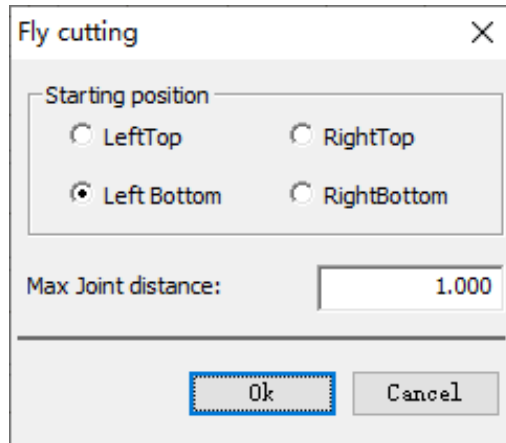 Fly cutting
Starting position
LeftTop RightTop
Left Bottom RightBottom
Max Joint distance: 1.000
Ok Cancel